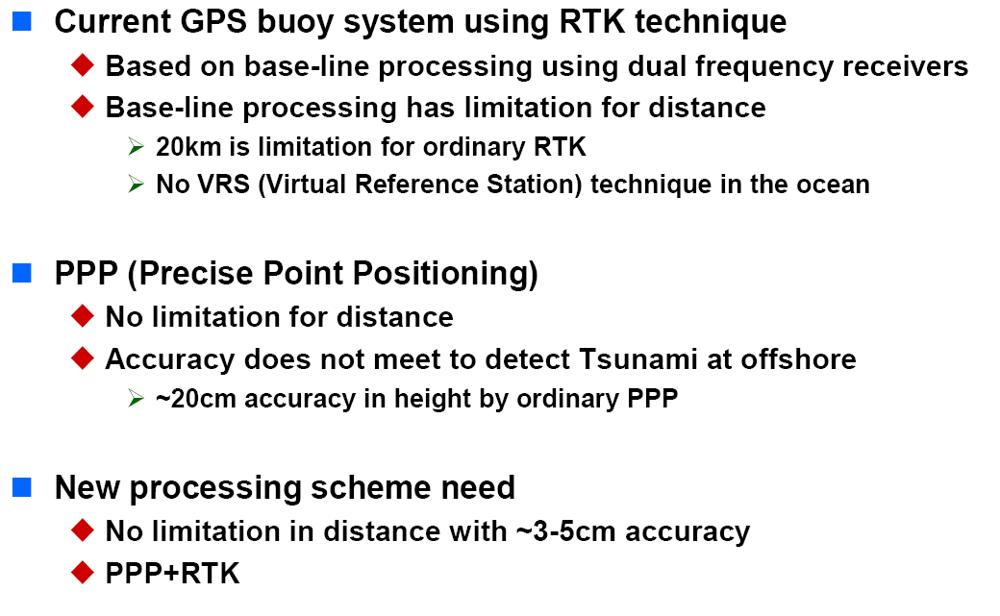 Current GPS buoy system using RTK technique
Based on base-line processing using dual frequency receivers
Base-line processing has limitation for distance
20km is limitation for ordinary RTK
No VRS (Virtual Reference Station) technique in the ocean
PPP (Precise Point Positioning)
No limitation for distance
Accuracy does not meet to detect Tsunami at offshore
~20cm accuracy in height by ordinary PPP
New processing scheme need
No limitation in distance with ~3-5cm accuracy
PPP+RTK